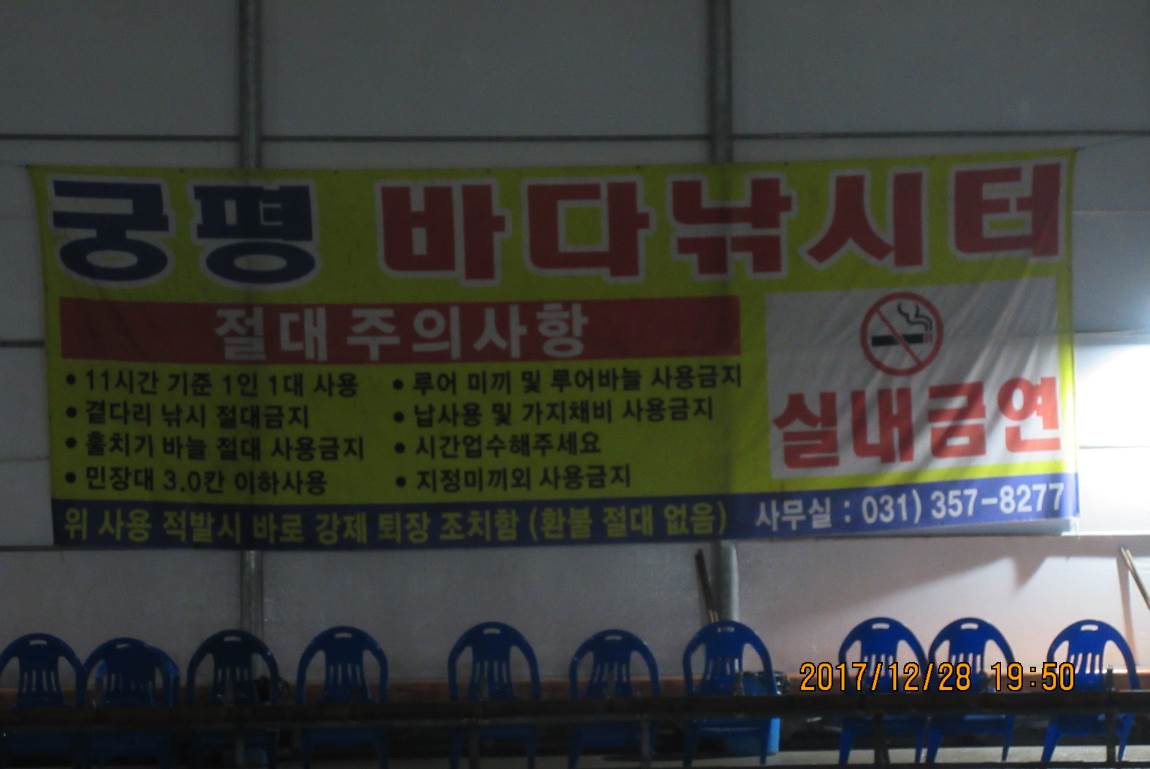 궁평 바다낚시터
절대주의사항
• 11시간 기준 1인 1대 사용
• 곁다리 낚시 절대금지
• 훌치기 바늘 절대 사용금지
• 민장대 3.0칸 이하사용
• 루어 미끼 및 루어바늘 사용금지
• 납사용 및 가지채비 사용금지
• 시간업수해주세요
• 지정미끼외 사용금지
실내금연
위 사용 적발시 바로 강제 퇴장 조치함 (환불 절대 없음)
사무실 : 031) 357-8277
2017/12/28 19:50